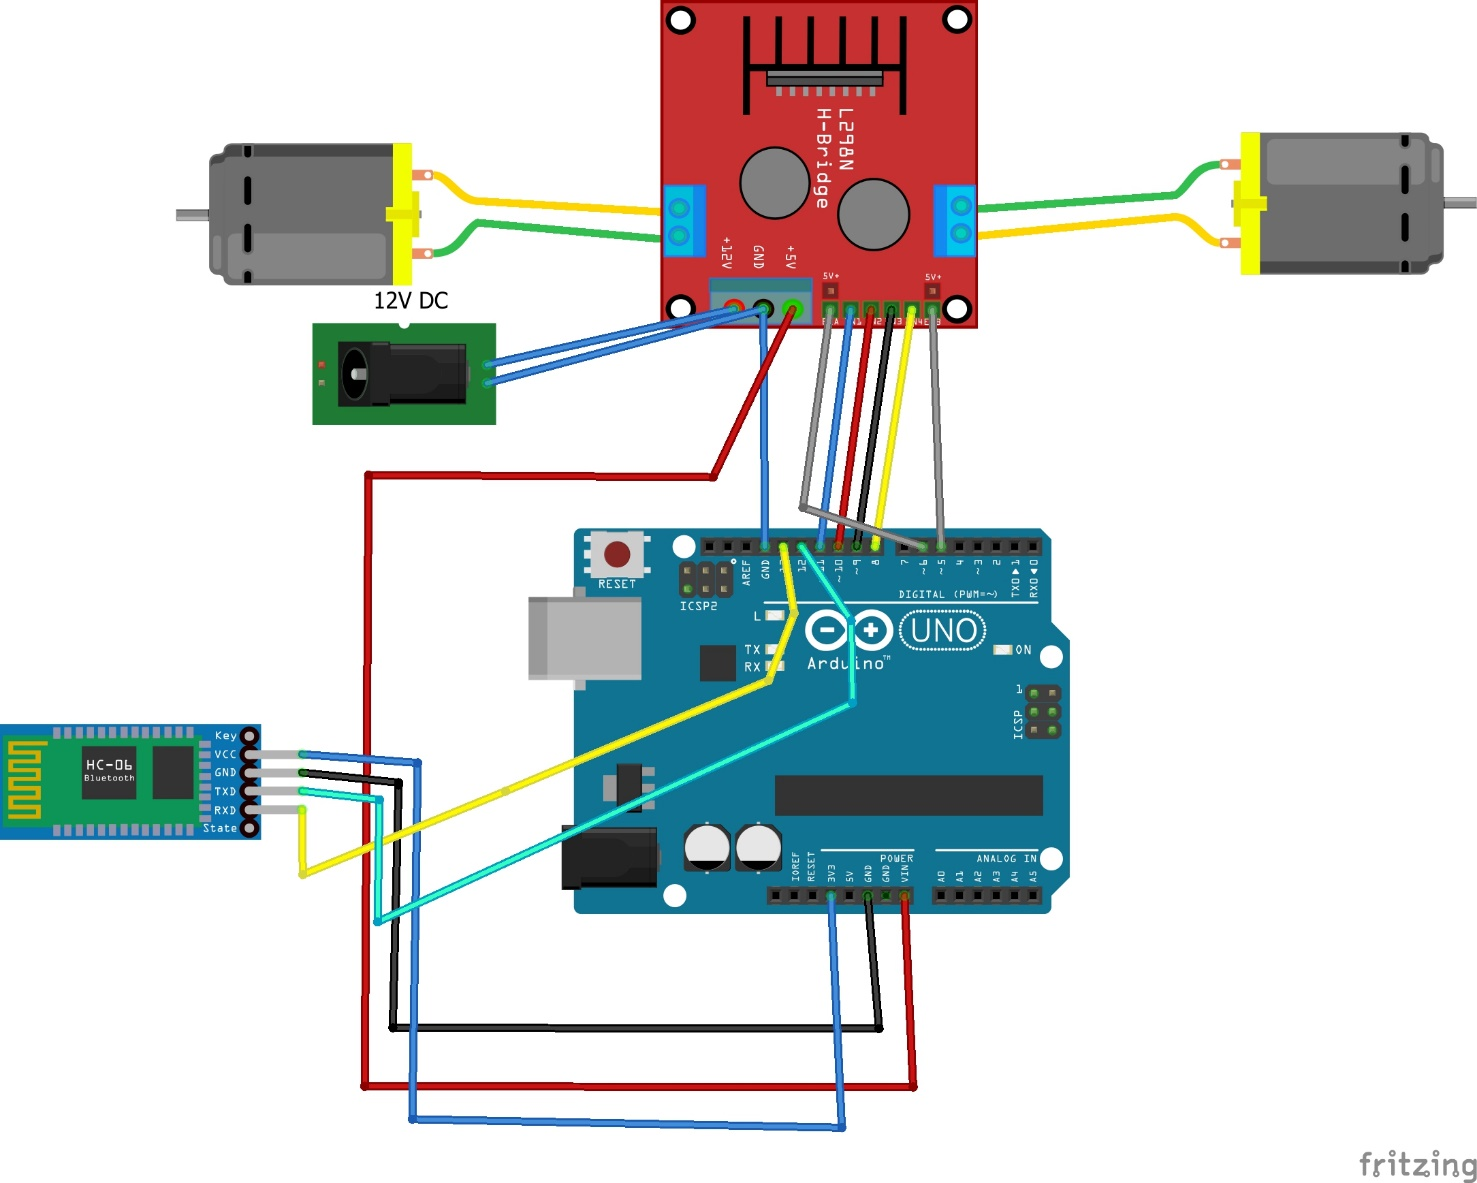 L298N
H-Bridge
+12V
GND
+5V
5V+
5V+
12V DC
RESET
ICSP2
AREF
GND
13
12
~11
~10
~9
8
7
~6
~5
4
~3
2
TX0▶1
RX0◀0
DIGITAL (PWM=~)
L
TX
RX
Arduino™
UNO
ON
1
ICSP
HC-06
Bluetooth
Key
VCC
GND
TXD
RXD
State
IOREF
RESET
3V3
5V
GND
GND
VIN
POWER
ANALOG IN
A0
A1
A2
A3
A4
A5
fritzing